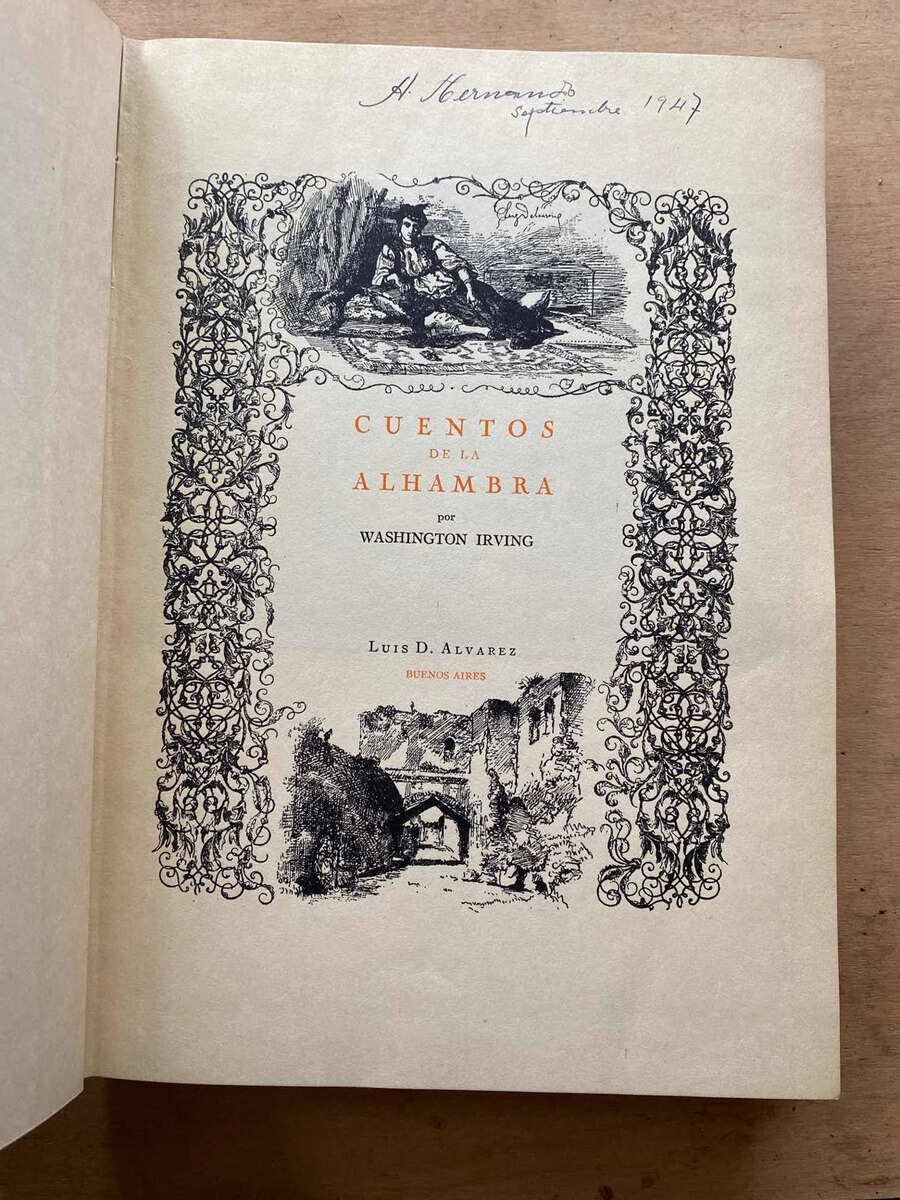 H. Hernando
septiembre 1947
CUENTOS
DE LA
ALHAMBRA
por
WASHINGTON IRVING
LUIS D. ALVAREZ
BUENOS AIRES